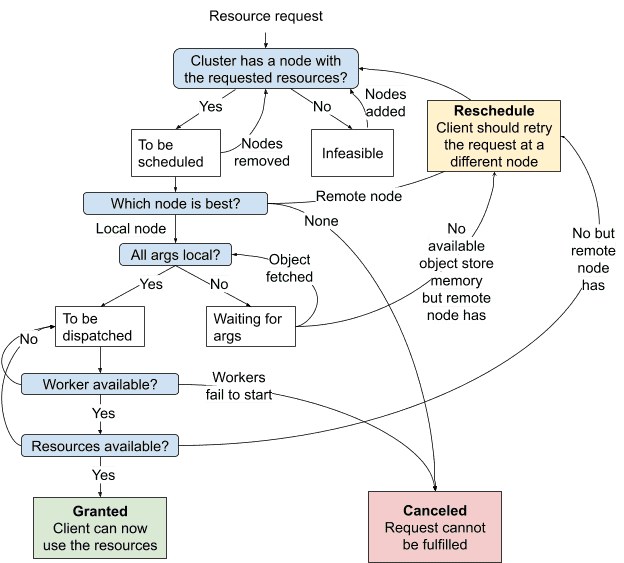 Resource request
Cluster has a node with
the requested resources?
Yes
No
Nodes
added
Nodes
removed
To be
scheduled
Infeasible
Reschedule
Client should retry
the request at a
different node
Which node is best?
Remote node
None
Local node
All args local?
Object
fetched
Yes
No
No
available
object store
memory
but remote
node has
No but
remote
node
has
To be
dispatched
Waiting for
args
No
Worker available?
Workers
fail to start
Yes
Resources available?
Yes
Granted
Client can now
use the resources
Canceled
Request cannot
be fulfilled